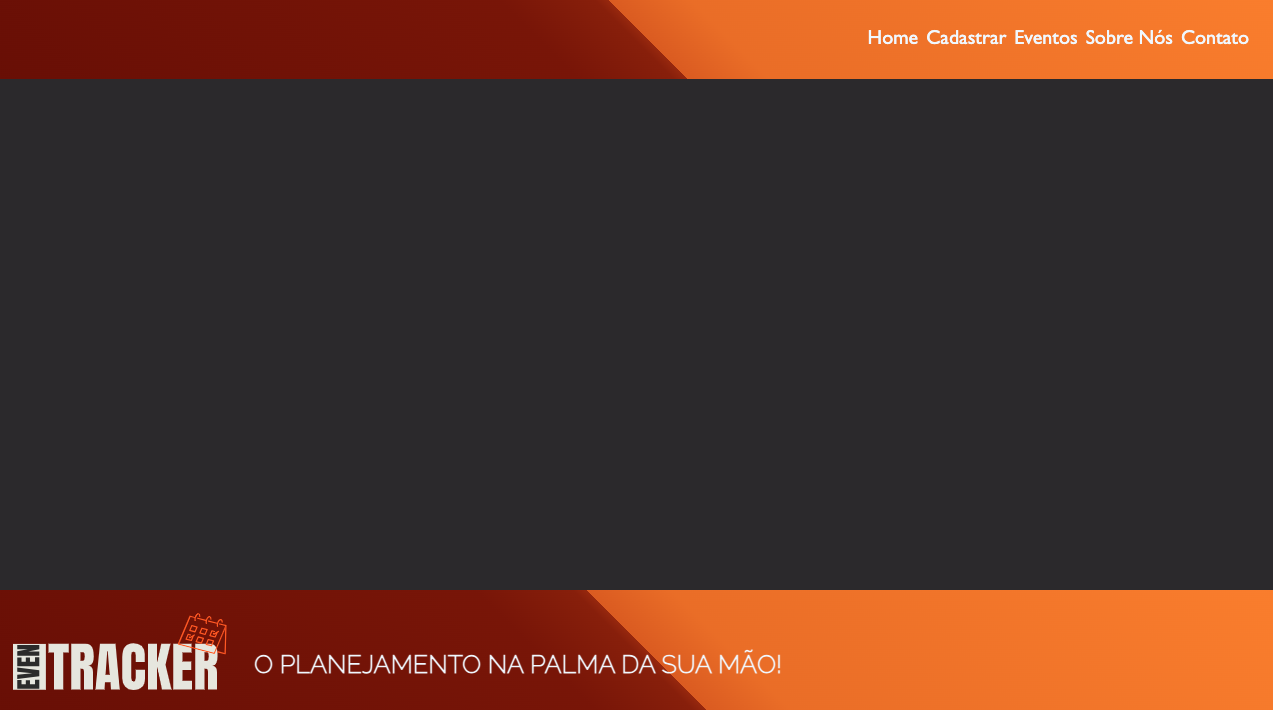 Home Cadastrar Eventos Sobre Nós Contato
EVEN TRACKER
O PLANEJAMENTO NA PALMA DA SUA MÃO!